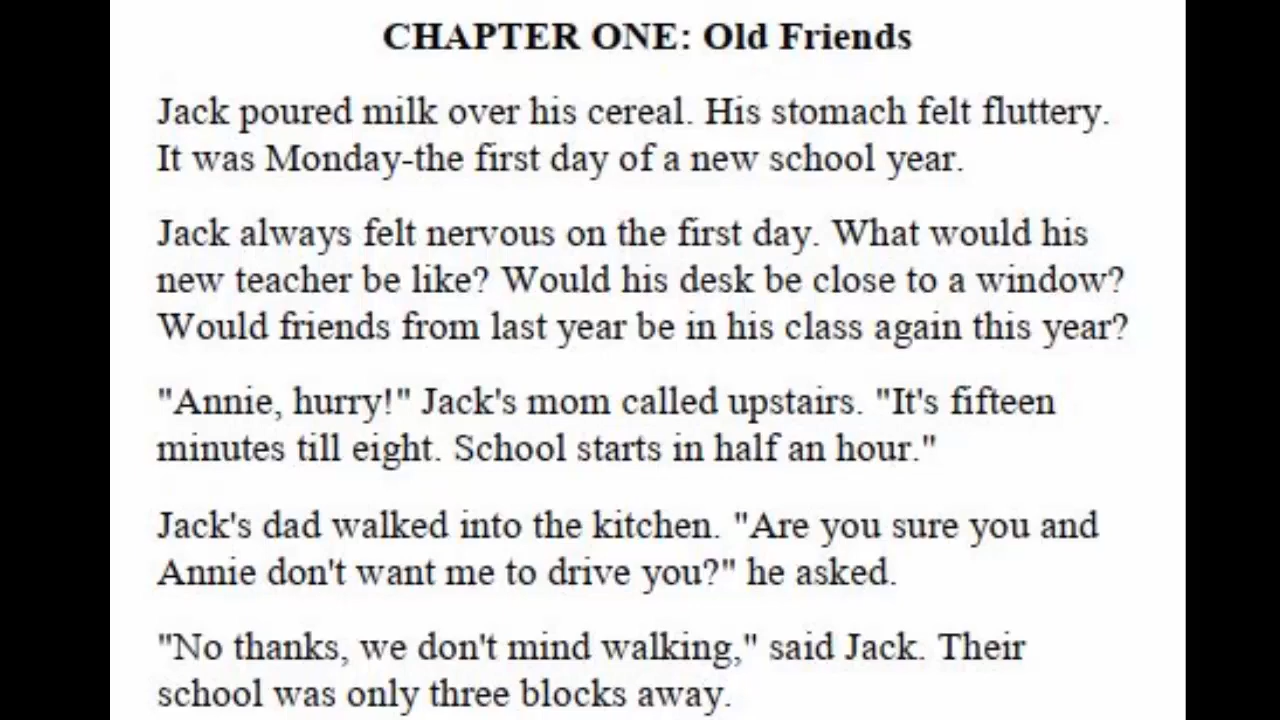 CHAPTER ONE: Old Friends
Jack poured milk over his cereal. His stomach felt fluttery.
It was Monday-the first day of a new school year.
Jack always felt nervous on the first day. What would his
new teacher be like? Would his desk be close to a window?
Would friends from last year be in his class again this year?
"Annie, hurry!" Jack's mom called upstairs. "It's fifteen
minutes till eight. School starts in half an hour."
Jack's dad walked into the kitchen. "Are you sure you and
Annie don't want me to drive you?" he asked.
"No thanks, we don't mind walking," said Jack. Their
school was only three blocks away.